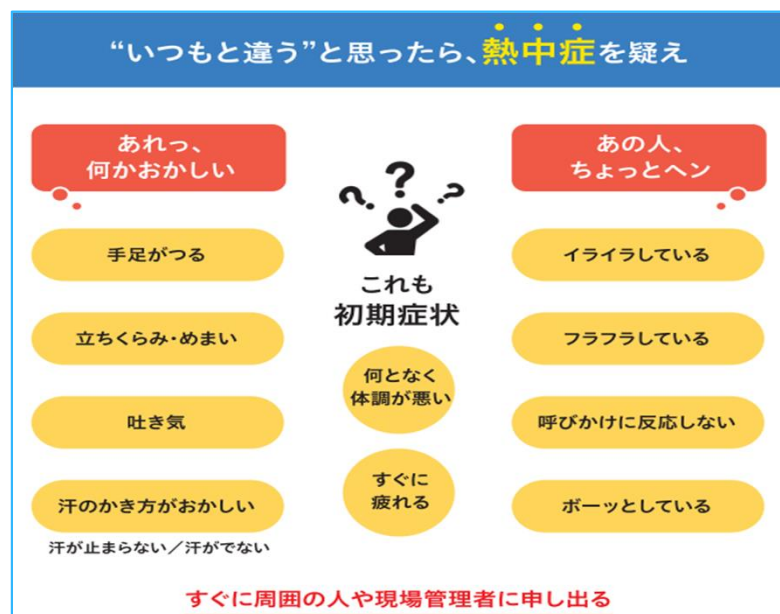 “いつもと違う”と思ったら、熱中症を疑え
あれっ、
何かおかしい
手足がつる
立ちくらみ・めまい
吐き気
汗のかき方がおかしい
汗が止まらない／汗がでない
???
これも
初期症状
何となく
体調が悪い
すぐに
疲れる
あの人、
ちょっとヘン
イライラしている
フラフラしている
呼びかけに反応しない
ボーッとしている
すぐに周囲の人や現場管理者に申し出る